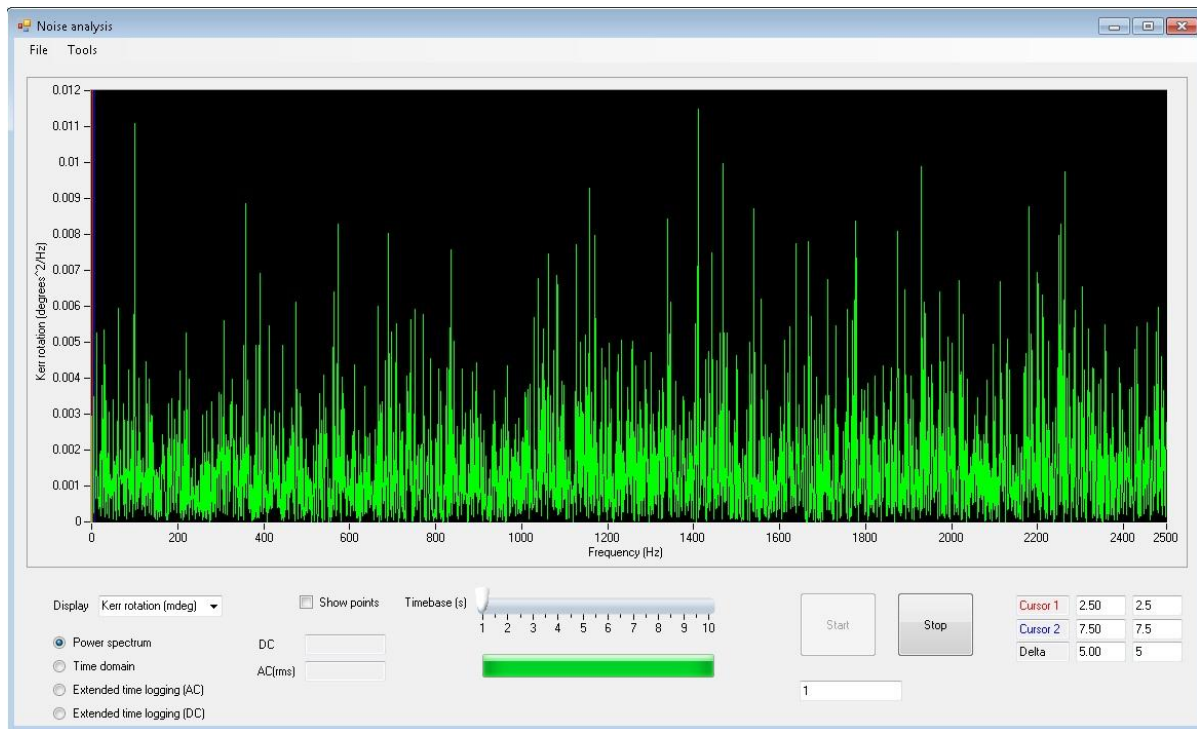 Noise analysis
File Tools
0.012
0.011
0.01
0.009
0.008
0.007
0.006
0.005
0.004
0.003
0.002
0.001
0
Kerr rotation (degrees^2/Hz)
0 200 400 600 800 1000 1200 1400 1600 1800 2000 2200 2400 2500
Frequency (Hz)
Display Kerr rotation (mdeg) Show points Timebase (s)
1 2 3 4 5 6 7 8 9 10
Power spectrum
Time domain
Extended time logging (AC)
Extended time logging (DC)
DC
AC(rms)
Start Stop
1
Cursor 1 2.50 2.5
Cursor 2 7.50 7.5
Delta 5.00 5